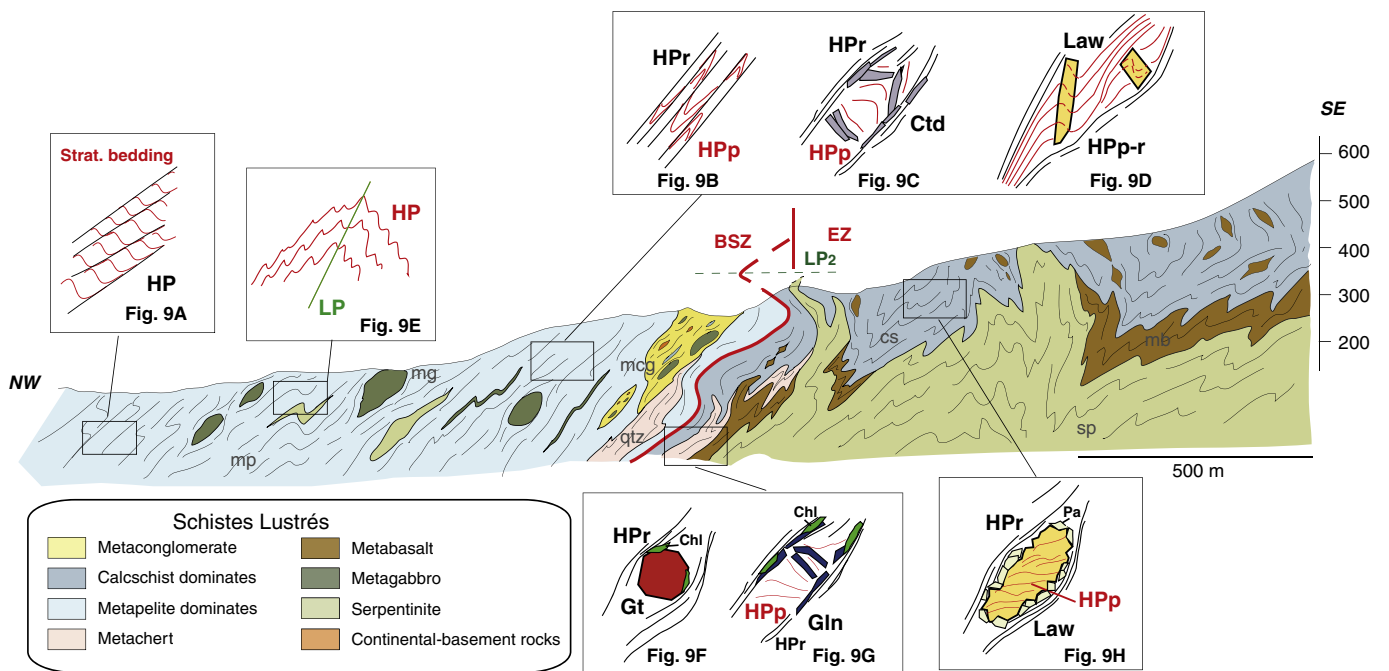 HPr
HPp
Fig. 9B
HPr
Ctd
HPp
Fig. 9C
Law
HPp-r
Fig. 9D
SE
600
500
400
300
200
Strat. bedding
HP
Fig. 9A
HP
LP
Fig. 9E
BSZ
EZ
LP2
NW
mg
mcg
cs
mb
qtz
mp
sp
500 m
Schistes Lustrés
Metaconglomerate
Calcschist dominates
Metapelite dominates
Metachert
Metabasalt
Metagabbro
Serpentinite
Continental-basement rocks
HPr
Chl
Gt
Fig. 9F
Chl
HPp
Gln
HPr
Fig. 9G
HPr
Pa
HPp
Law
Fig. 9H